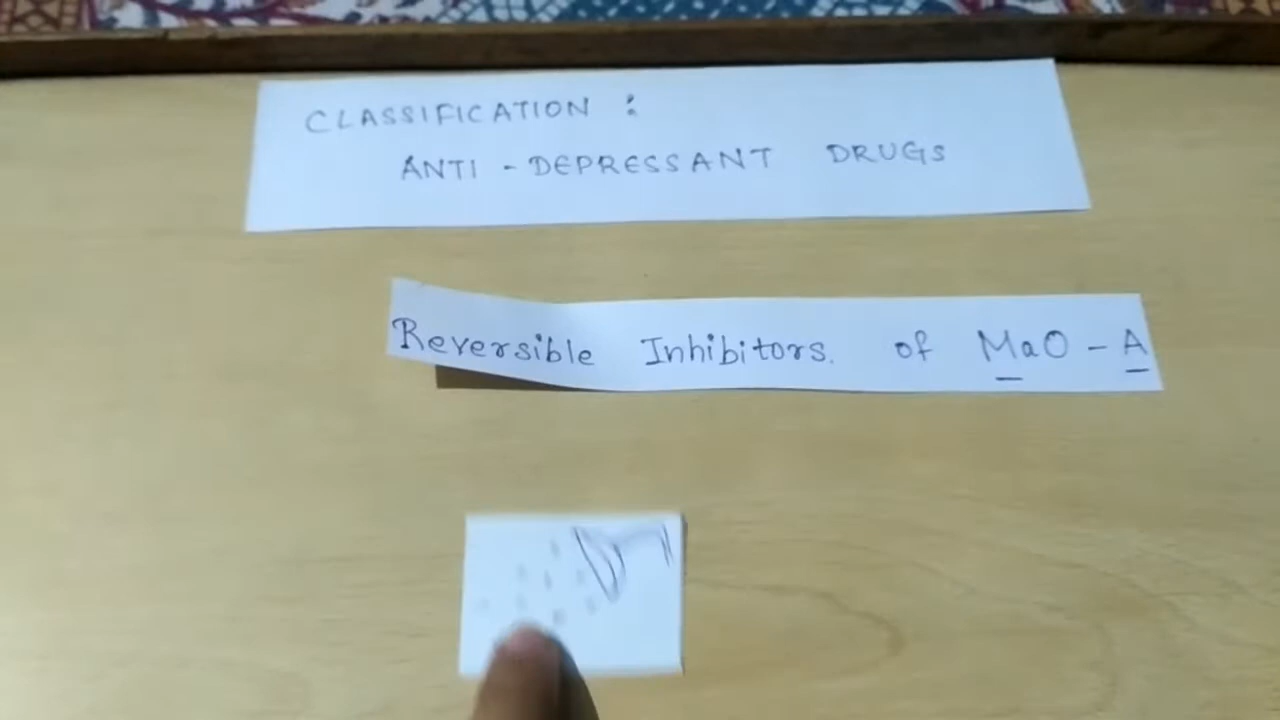 CLASSIFICATION :
ANTI - DEPRESSANT DRUGS
Reversible Inhibitors. of MaO - A